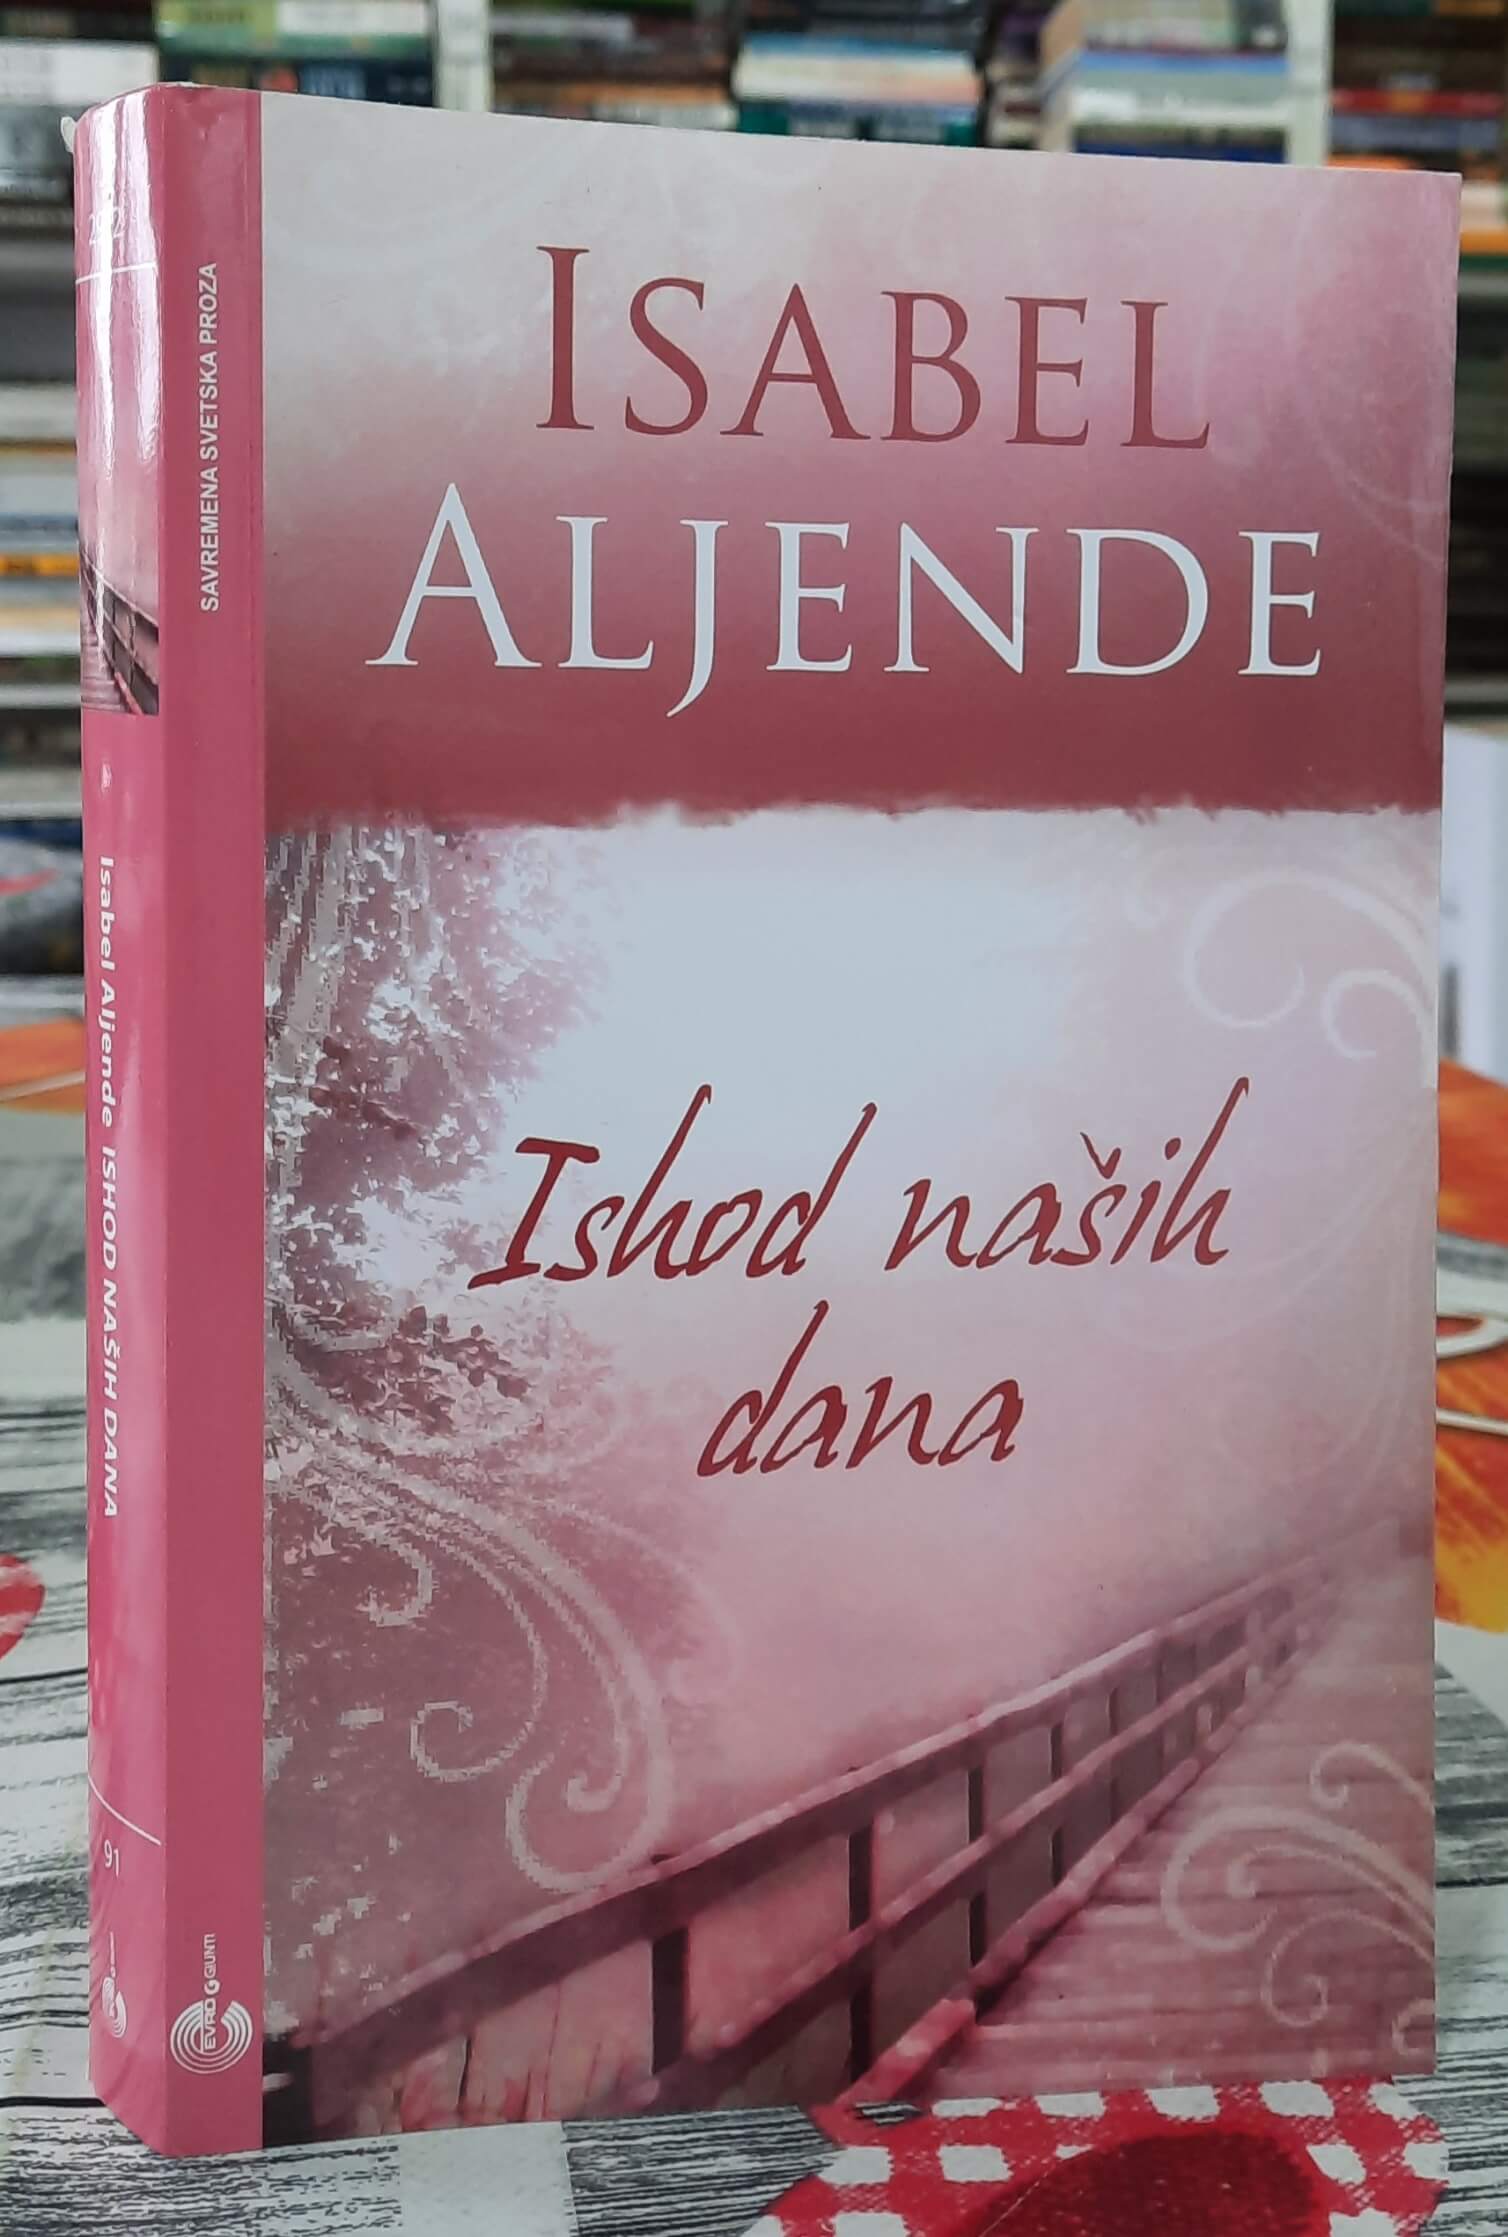 ISABEL
ALJENDE
Ishod naših
dana
SAVREMENA SVETSKA PROZA
EVRO GIUNTI
Isabel Aljende ISHOD NAŠIH DANA
91